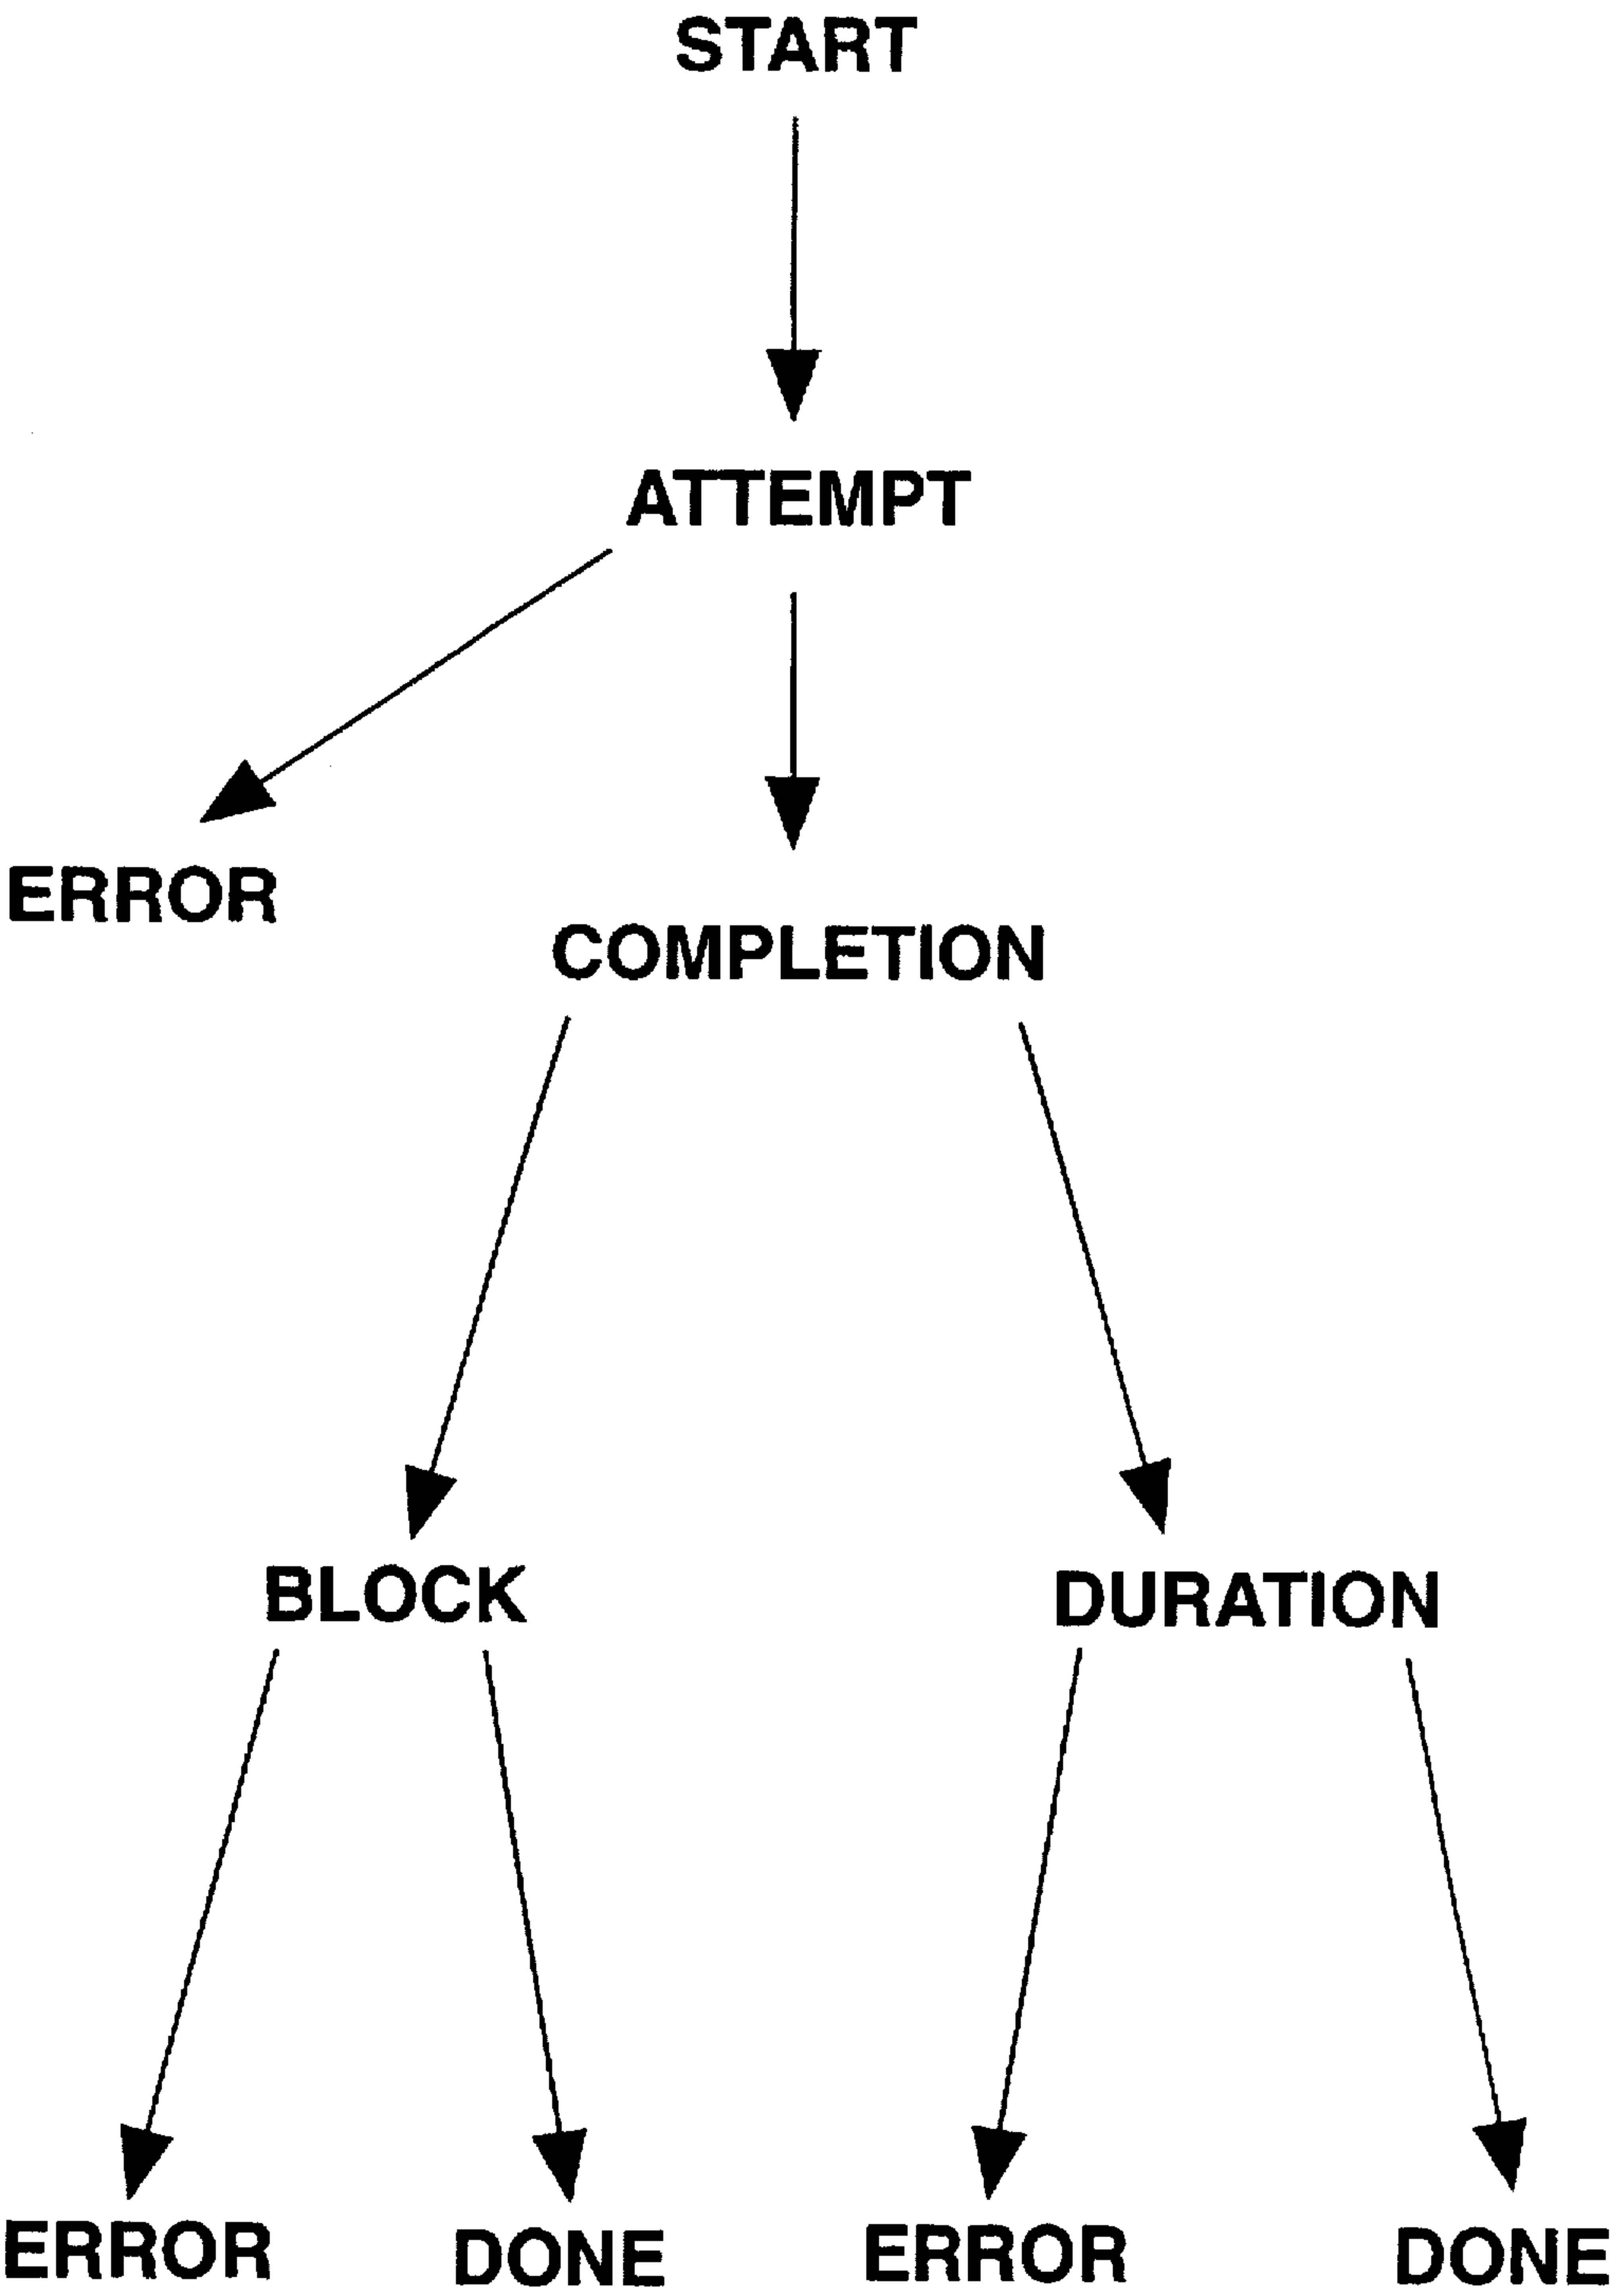 START
ATTEMPT
ERROR
COMPLETION
BLOCK
DURATION
ERROR
DONE
ERROR
DONE